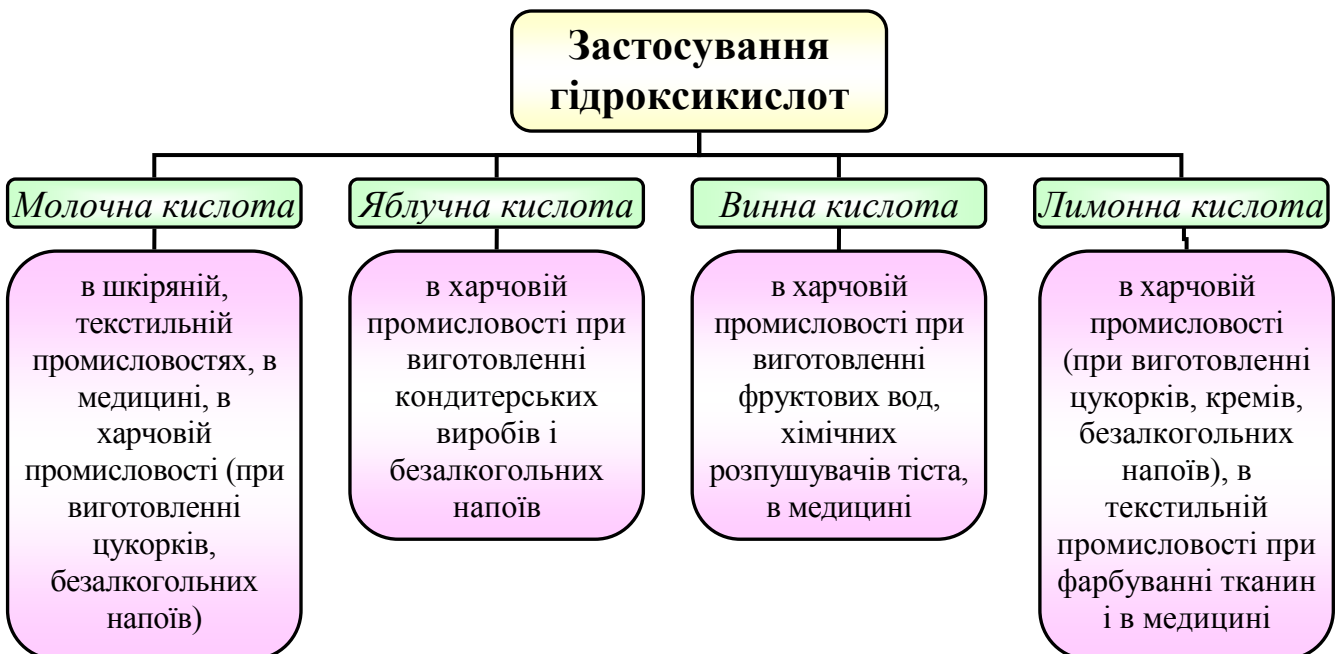 Застосування
гідроксикислот
Молочна кислота
в шкіряній,
текстильній
промисловостях, в
медицині, в
харчовій
промисловості (при
виготовленні
цукорків,
безалкогольних
напоїв)
Яблучна кислота
в харчовій
промисловості при
виготовленні
кондитерських
виробів і
безалкогольних
напоїв
Винна кислота
в харчовій
промисловості при
виготовленні
фруктових вод,
хімічних
розпушувачів тіста,
в медицині
Лимонна кислота
в харчовій
промисловості
(при виготовленні
цукорків, кремів,
безалкогольних
напоїв), в
текстильній
промисловості при
фарбуванні тканин
і в медицині